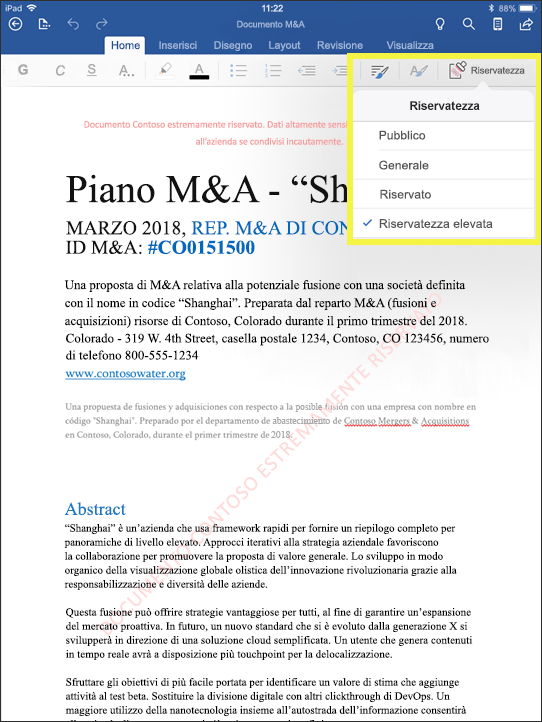 iPad 11:22 88%
Documento M&A
Home Inserisci Disegno Layout Revisione Visualizza
G C S A.. A Riservatezza
Riservatezza
Pubblico
Generale
Riservato
Riservatezza elevata
Documento Contoso estremamente riservato. Dati altamente
all'azienda se condivisi incautamente.
Piano M&A - “Sh
MARZO 2018, REP. M&A DI CON
ID M&A: #CO0151500
Una proposta di M&A relativa alla potenziale fusione con una società definita
con il nome in codice “Shanghai”. Preparata dal reparto M&A (fusioni e
acquisizioni) risorse di Contoso, Colorado durante il primo trimestre del 2018.
Colorado - 319 W. 4th Street, casella postale 1234, Contoso, CO 123456, numero
di telefono 800-555-1234
www.contosowater.org
Una propuesta de fusiones y adquisiciones con respecto a la posible fusión con una empresa con nombre en
código "Shanghai". Preparado por el departamento de abastecimiento de Contoso Mergers & Acquisitions
en Contoso, Colorado, durante el primer trimestre de 2018.
DOCUMENTO CONTOSO ESTREMAMENTE RISERVATO
Abstract
“Shanghai” è un’azienda che usa framework rapidi per fornire un riepilogo completo per
panoramiche di livello elevato. Approcci iterativi alla strategia aziendale favoriscono
la collaborazione per promuovere la proposta di valore generale. Lo sviluppo in modo
organico della visualizzazione globale olistica dell’innovazione rivoluzionaria grazie alla
responsabilizzazione e diversità delle aziende.
Questa fusione può offrire strategie vantaggiose per tutti, al fine di garantire un’espansione
del mercato proattiva. In futuro, un nuovo standard che si è evoluto dalla generazione X si
svilupperà in direzione di una soluzione cloud semplificata. Un utente che genera contenuti
in tempo reale avrà a disposizione più touchpoint per la delocalizzazione.
Sfruttare gli obiettivi di più facile portata per identificare un valore di stima che aggiunge
attività al test beta. Sostituire la divisione digitale con altri clickthrough di DevOps. Un
maggiore utilizzo della nanotecnologia insieme all’autostrada dell’informazione consentirà